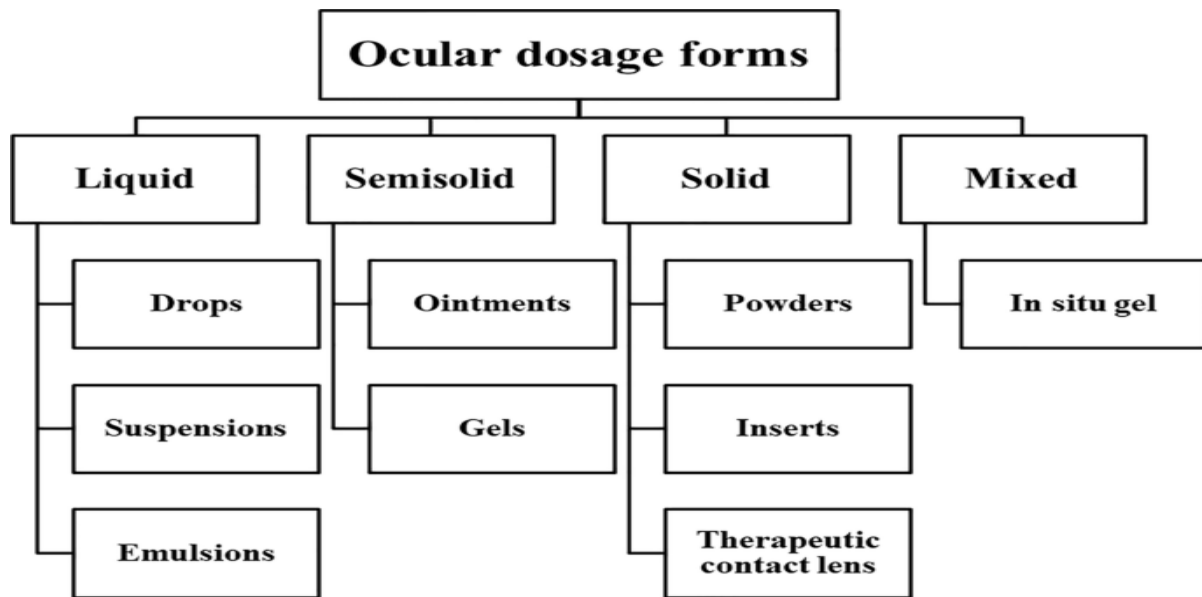 Ocular dosage forms
Liquid
Semisolid
Solid
Mixed
Drops
Ointments
Powders
In situ gel
Suspensions
Gels
Inserts
Emulsions
Therapeutic
contact lens